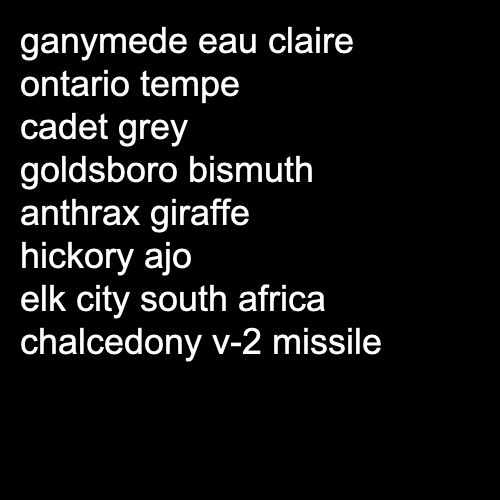 ganymede eau claire
ontario tempe
cadet grey
goldsboro bismuth
anthrax giraffe
hickory ajo
elk city south africa
chalcedony v-2 missile